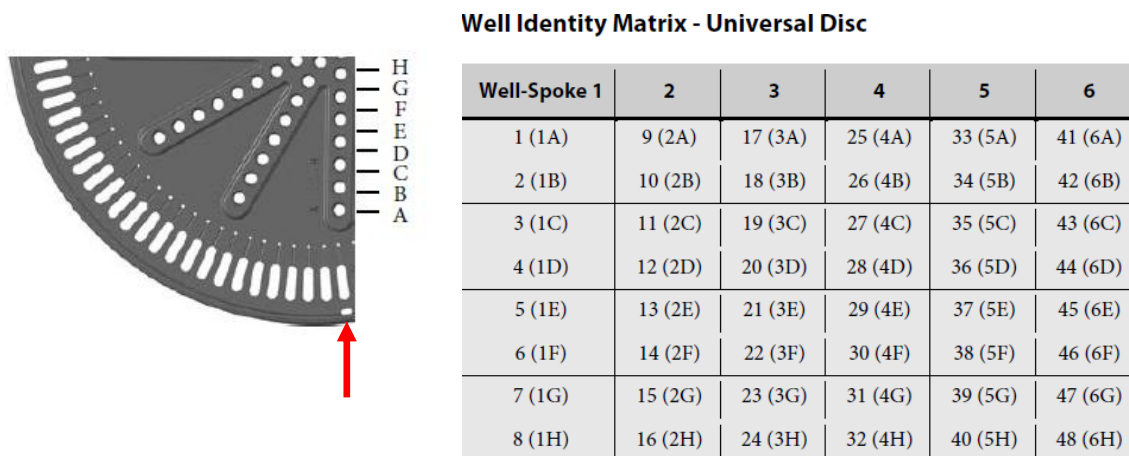 Well Identity Matrix - Universal Disc
H
G
F
E
D
C
B
A
Well-Spoke 1 2 3 4 5 6
1 (1A) 9 (2A) 17 (3A) 25 (4A) 33 (5A) 41 (6A)
2 (1B) 10 (2B) 18 (3B) 26 (4B) 34 (5B) 42 (6B)
3 (1C) 11 (2C) 19 (3C) 27 (4C) 35 (5C) 43 (6C)
4 (1D) 12 (2D) 20 (3D) 28 (4D) 36 (5D) 44 (6D)
5 (1E) 13 (2E) 21 (3E) 29 (4E) 37 (5E) 45 (6E)
6 (1F) 14 (2F) 22 (3F) 30 (4F) 38 (5F) 46 (6F)
7 (1G) 15 (2G) 23 (3G) 31 (4G) 39 (5G) 47 (6G)
8 (1H) 16 (2H) 24 (3H) 32 (4H) 40 (5H) 48 (6H)